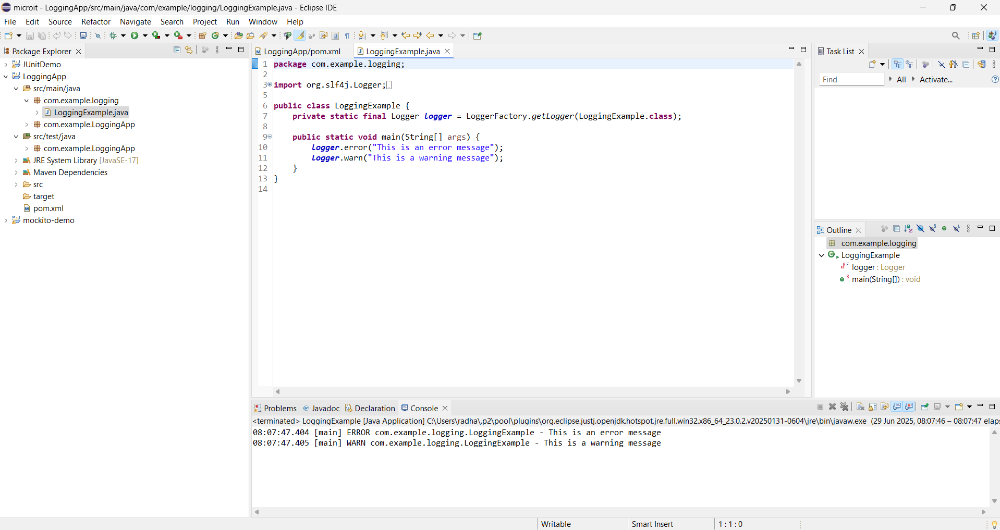 microit - LoggingApp/src/main/java/com/example/logging/LoggingExample.java - Eclipse IDE
File Edit Source Refactor Navigate Search Project Run Window Help
Package Explorer
JUnitDemo
LoggingApp
src/main/java
com.example.logging
LoggingExample.java
com.example.LoggingApp
src/test/java
com.example.LoggingApp
JRE System Library [JavaSE-17]
Maven Dependencies
src
target
pom.xml
mockito-demo
LoggingApp/pom.xml LoggingExample.java
1 package com.example.logging;
2
3 import org.slf4j.Logger;
5
6 public class LoggingExample {
7 private static final Logger logger = LoggerFactory.getLogger(LoggingExample.class);
8
9 public static void main(String[] args) {
10 logger.error("This is an error message");
11 logger.warn("This is a warning message");
12 }
13 }
14
Task List
Find All Activate...
Outline
com.example.logging
LoggingExample
logger : Logger
main(String[]) : void
Problems Javadoc Declaration Console
<terminated> LoggingExample [Java Application] C:\Users\radha\.p2\pool\plugins\org.eclipse.justj.openjdk.hotspot.jre.full.win32.x86_64_23.0.2.v20250131-0604\jre\bin\javaw.exe (29 Jun 2025, 08:07:46 – 08:07:47 elaps
08:07:47.404 [main] ERROR com.example.logging.LoggingExample - This is an error message
08:07:47.405 [main] WARN com.example.logging.LoggingExample - This is a warning message
Writable Smart Insert 1 : 1 : 0